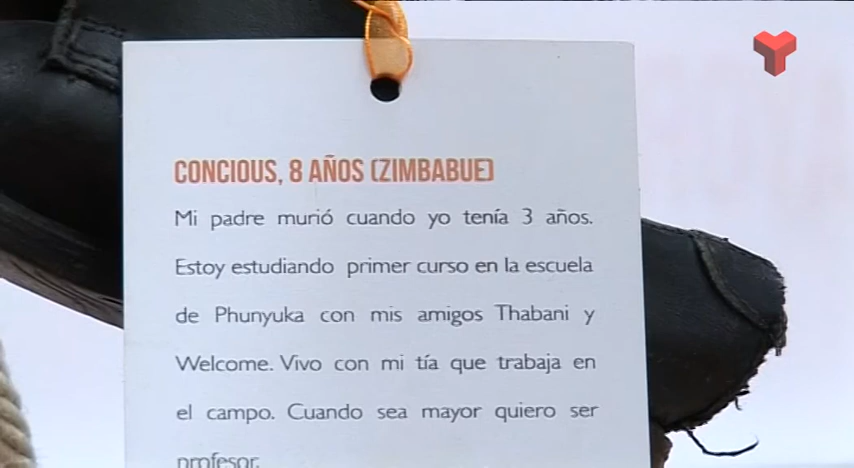 CONCIOUS, 8 AÑOS (ZIMBABUE)
Mi padre murió cuando yo tenía 3 años.
Estoy estudiando primer curso en la escuela
de Phunyuka con mis amigos Thabani y
Welcome. Vivo con mi tía que trabaja en
el campo. Cuando sea mayor quiero ser
profesor.